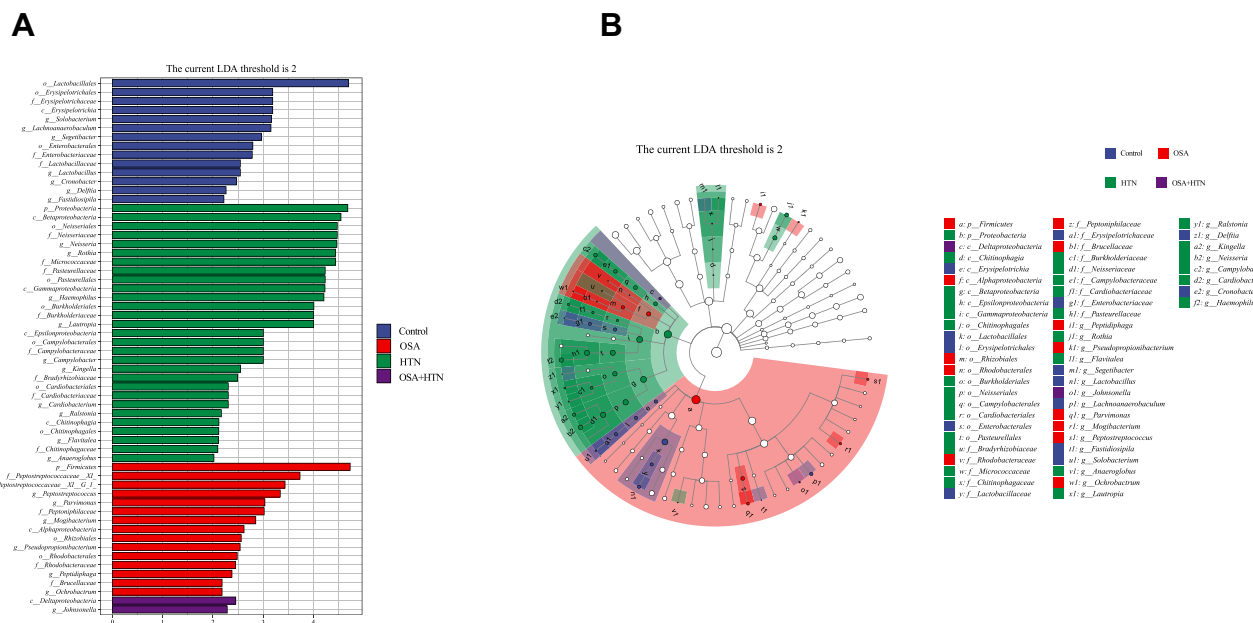 A
B
The current LDA threshold is 2
o__Lactobacillales
o__Erysipelotrichales
f__Erysipelotrichaceae
c__Erysipelotrichia
g__Solobacterium
g__Lachnoanaerobaculum
g__Segetibacter
o__Enterobacterales
f__Enterobacteriaceae
f__Lactobacillaceae
g__Lactobacillus
g__Cronobacter
g__Delftia
g__Fastidiosipila
p__Proteobacteria
c__Betaproteobacteria
o__Neisseriales
f__Neisseriaceae
g__Neisseria
g__Rothia
f__Micrococcaceae
f__Pasteurellaceae
o__Pasteurellales
c__Gammaproteobacteria
g__Haemophilus
o__Burkholderiales
f__Burkholderiaceae
g__Lautropia
c__Epsilonproteobacteria
o__Campylobacterales
f__Campylobacteraceae
g__Campylobacter
g__Kingella
f__Bradyrhizobiaceae
o__Cardiobacteriales
f__Cardiobacteriaceae
g__Cardiobacterium
g__Ralstonia
c__Chitinophagia
o__Chitinophagales
g__Flavitalea
f__Chitinophagaceae
g__Anaeroglobus
p__Firmicutes
f__Peptostreptococcaceae__XI_
Peptostreptococcaceae__XI_G_1_
g__Peptostreptococcus
g__Parvimonas
f__Peptoniphilaceae
g__Mogibacterium
c__Alphaproteobacteria
o__Rhizobiales
g__Pseudopropionibacterium
o__Rhodobacterales
f__Rhodobacteraceae
g__Peptidiphaga
f__Brucellaceae
g__Ochrobactrum
c__Deltaproteobacteria
g__Johnsonella
0 1 2 3 4
Control
OSA
HTN
OSA+HTN
The current LDA threshold is 2
Control
OSA
HTN
OSA+HTN
a: p__Firmicutes
b: p__Proteobacteria
c: c__Deltaproteobacteria
d: c__Chitinophagia
e: c__Erysipelotrichia
f: c__Alphaproteobacteria
g: c__Betaproteobacteria
h: c__Epsilonproteobacteria
i: c__Gammaproteobacteria
j: o__Chitinophagales
k: o__Lactobacillales
l: o__Erysipelotrichales
m: o__Rhizobiales
n: o__Rhodobacterales
o: o__Burkholderiales
p: o__Neisseriales
q: o__Campylobacterales
r: o__Cardiobacteriales
s: o__Enterobacterales
t: o__Pasteurellales
u: f__Bradyrhizobiaceae
v: f__Rhodobacteraceae
w: f__Micrococcaceae
x: f__Chitinophagaceae
y: f__Lactobacillaceae
z: f__Peptoniphilaceae
a1: f__Erysipelotrichaceae
b1: f__Brucellaceae
c1: f__Burkholderiaceae
d1: f__Neisseriaceae
e1: f__Campylobacteraceae
f1: f__Cardiobacteriaceae
g1: f__Enterobacteriaceae
h1: f__Pasteurellaceae
i1: g__Peptidiphaga
j1: g__Rothia
k1: g__Pseudopropionibacterium
l1: g__Flavitalea
m1: g__Segetibacter
n1: g__Lactobacillus
o1: g__Johnsonella
p1: g__Lachnoanaerobaculum
q1: g__Parvimonas
r1: g__Mogibacterium
s1: g__Peptostreptococcus
t1: g__Fastidiosipila
u1: g__Solobacterium
v1: g__Anaeroglobus
w1: g__Ochrobactrum
x1: g__Lautropia
y1: g__Ralstonia
z1: g__Delftia
a2: g__Kingella
b2: g__Neisseria
c2: g__Campylob
d2: g__Cardiobac
e2: g__Cronobac
f2: g__Haemophil